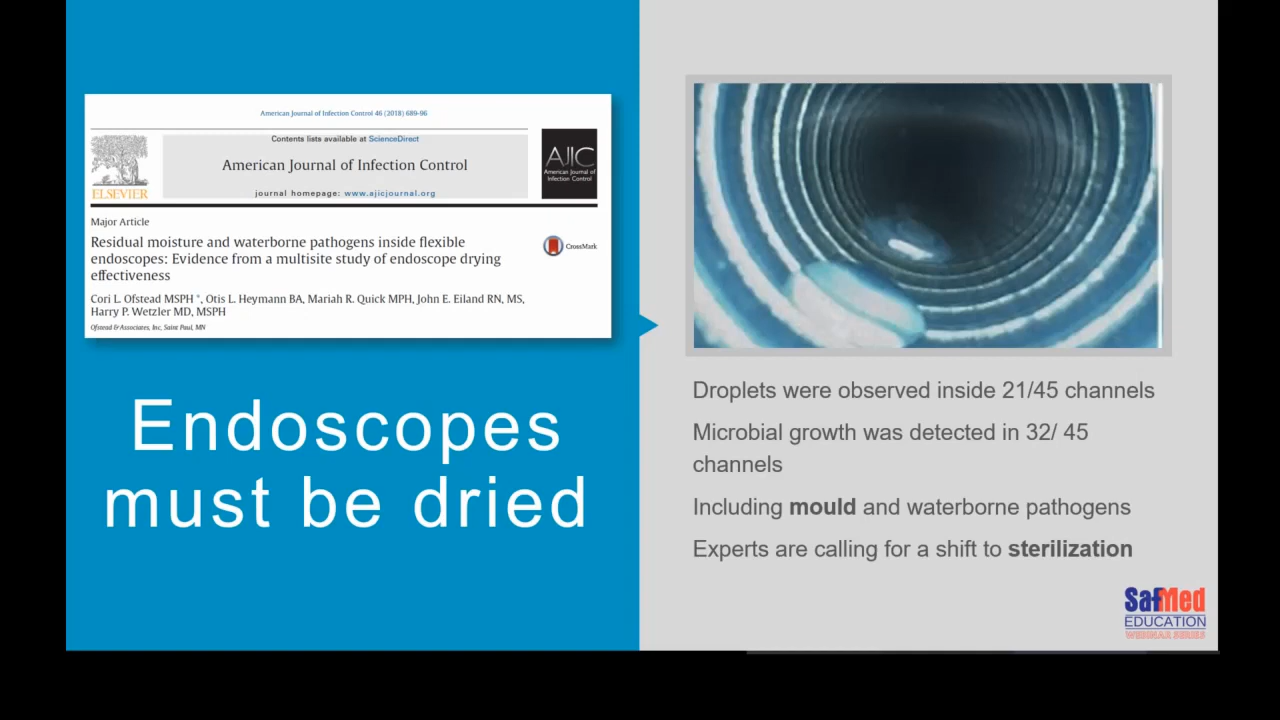 American Journal of Infection Control 46 (2018) 689-96
Contents lists available at ScienceDirect
American Journal of Infection Control
journal homepage: www.ajicjournal.org
ELSEVIER
AJIC
American Journal of
Infection Control
Major Article
Residual moisture and waterborne pathogens inside flexible
endoscopes: Evidence from a multisite study of endoscope drying
effectiveness
CrossMark
Cori L. Ofstead MSPH *, Otis L. Heymann BA, Mariah R. Quick MPH, John E. Eiland RN, MS,
Harry P. Wetzler MD, MSPH
Ofstead & Associates, Inc, Saint Paul, MN
Endoscopes
must be dried
Droplets were observed inside 21/45 channels
Microbial growth was detected in 32/ 45
channels
Including mould and waterborne pathogens
Experts are calling for a shift to sterilization
SafMed
EDUCATION
WEBINAR SERIES